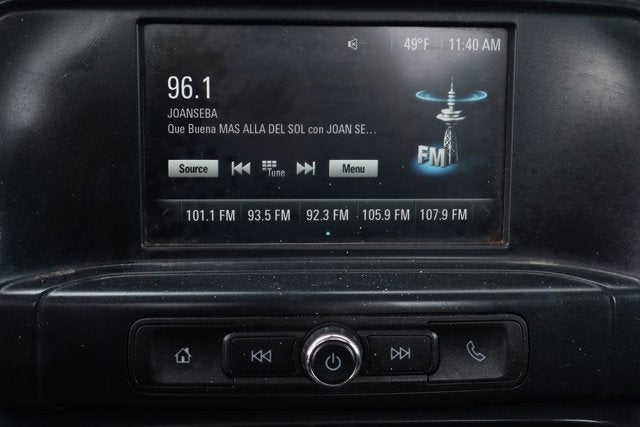 49°F 11:40 AM
96.1
JOANSEBA
Que Buena MAS ALLA DEL SOL con JOAN SE...
FM
Source Tune Menu
101.1 FM 93.5 FM 92.3 FM 105.9 FM 107.9 FM